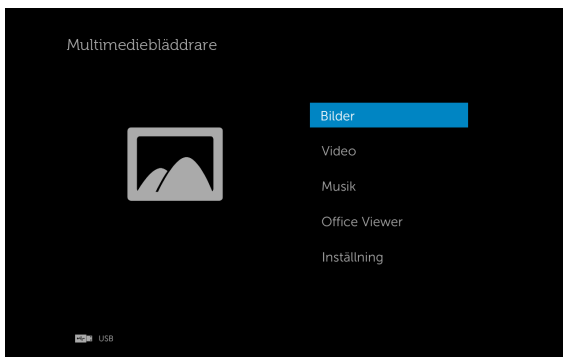 Multimediebläddrare
Bilder
Video
Musik
Office Viewer
Inställning
USB